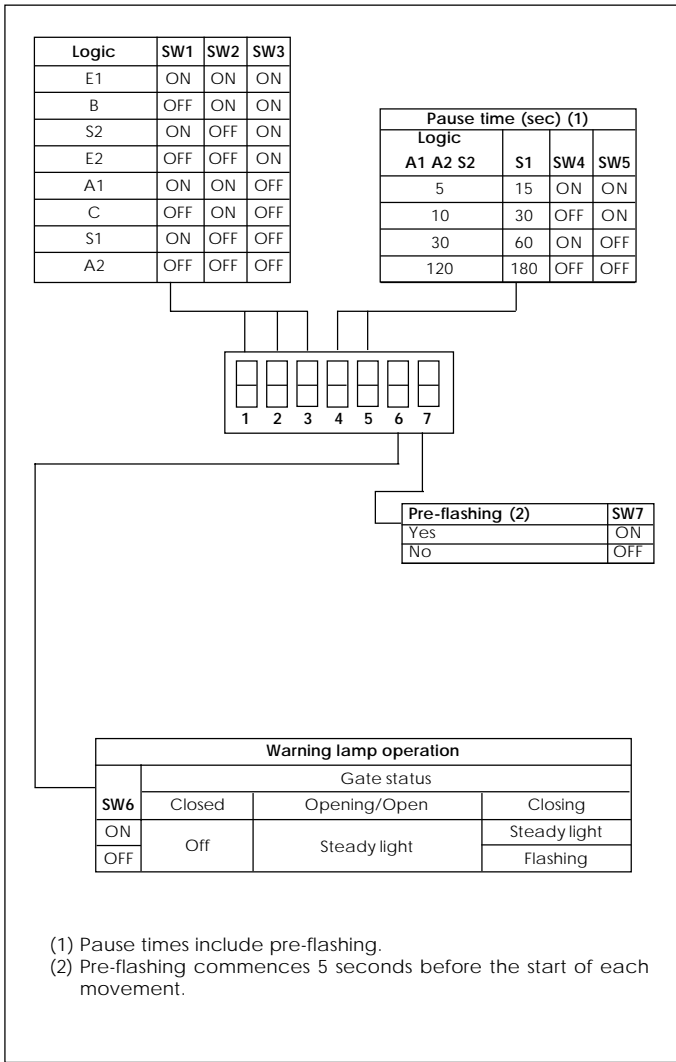 Logic SW1 SW2 SW3
E1 ON ON ON
B OFF ON ON
S2 ON OFF ON
E2 OFF OFF ON
A1 ON ON OFF
C OFF ON OFF
S1 ON OFF OFF
A2 OFF OFF OFF
Pause time (sec) (1)
Logic
A1 A2 S2 S1 SW4 SW5
5 15 ON ON
10 30 OFF ON
30 60 ON OFF
120 180 OFF OFF
1 2 3 4 5 6 7
Pre-flashing (2) SW7
Yes ON
No OFF
Warning lamp operation
Gate status
SW6 Closed Opening/Open Closing
ON Off Steady light Steady light
OFF Flashing
(1) Pause times include pre-flashing.
(2) Pre-flashing commences 5 seconds before the start of each
movement.